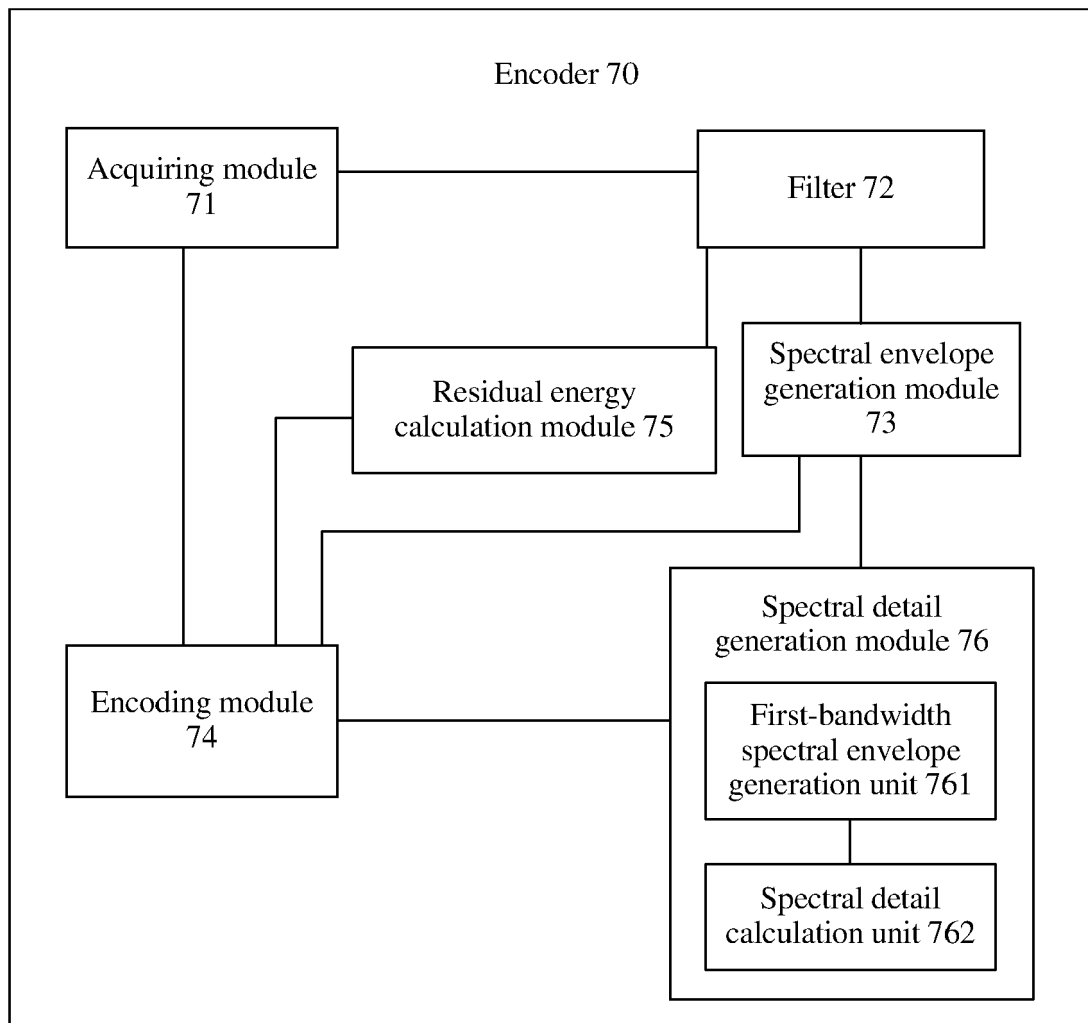 Encoder 70
Acquiring module
71
Filter 72
Residual energy
calculation module 75
Spectral envelope
generation module
73
Encoding module
74
Spectral detail
generation module 76
First-bandwidth
spectral envelope
generation unit 761
Spectral detail
calculation unit 762